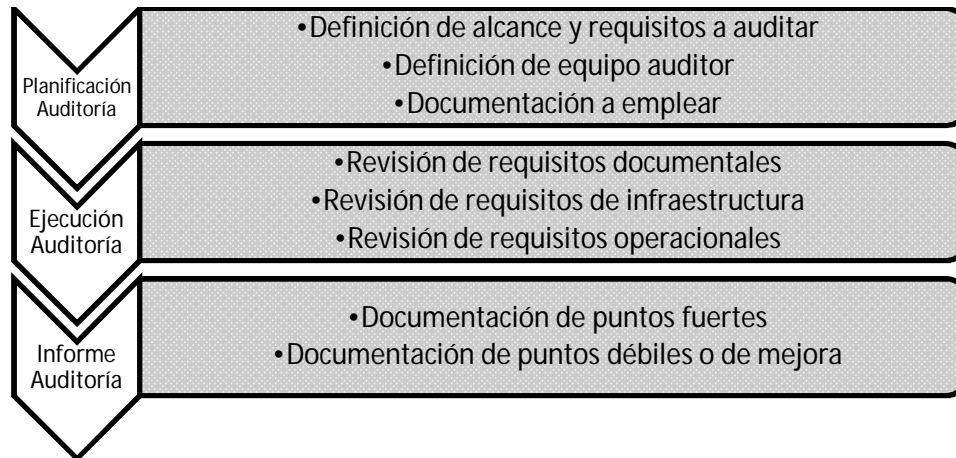 Planificación
Auditoría
•Definición de alcance y requisitos a auditar
•Definición de equipo auditor
•Documentación a emplear
Ejecución
Auditoría
•Revisión de requisitos documentales
•Revisión de requisitos de infraestructura
•Revisión de requisitos operacionales
Informe
Auditoría
•Documentación de puntos fuertes
•Documentación de puntos débiles o de mejora